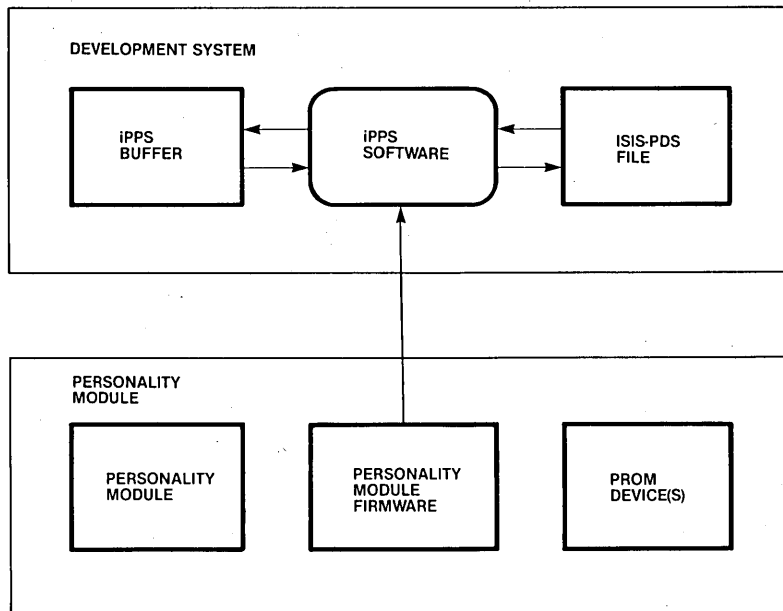 DEVELOPMENT SYSTEM
iPPS
BUFFER
iPPS
SOFTWARE
ISIS-PDS
FILE
PERSONALITY
MODULE
PERSONALITY
MODULE
PERSONALITY
MODULE
FIRMWARE
PROM
DEVICE(S)